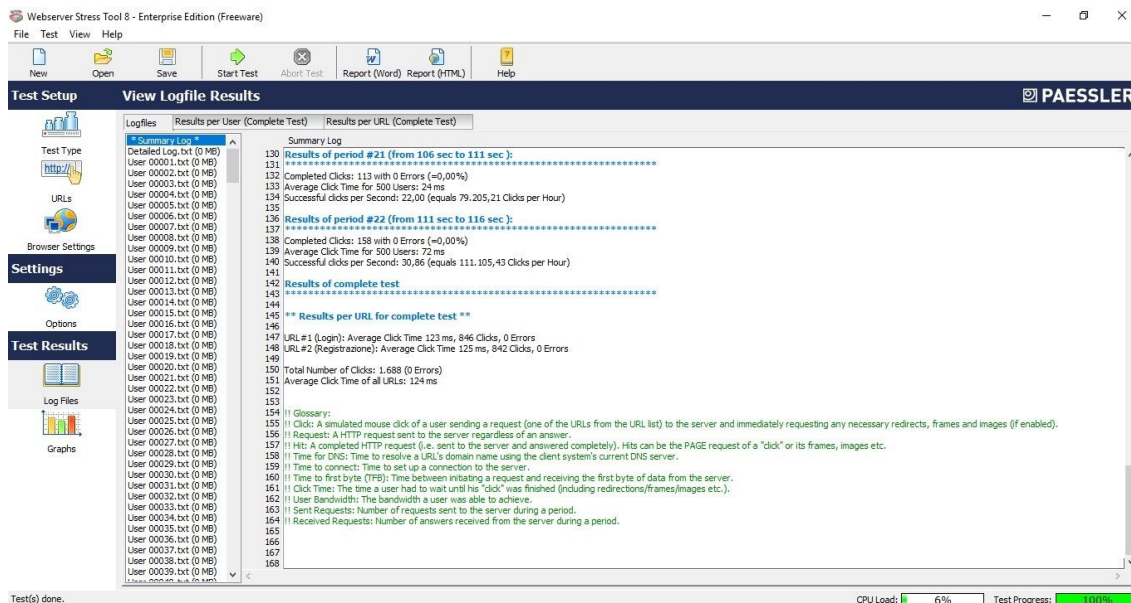 Webserver Stress Tool 8 - Enterprise Edition (Freeware)
File Test View Help
New Open Save Start Test Abort Test Report (Word) Report (HTML) Help
Test Setup
View Logfile Results
PAESSLER
Test Type
http://
URLs
Browser Settings
Settings
Options
Test Results
Log Files
Graphs
Logfiles Results per User (Complete Test) Results per URL (Complete Test)
* Summary Log *
Detailed Log.txt (0 MB)
User 00001.txt (0 MB)
User 00002.txt (0 MB)
User 00003.txt (0 MB)
User 00004.txt (0 MB)
User 00005.txt (0 MB)
User 00006.txt (0 MB)
User 00007.txt (0 MB)
User 00008.txt (0 MB)
User 00009.txt (0 MB)
User 00010.txt (0 MB)
User 00011.txt (0 MB)
User 00012.txt (0 MB)
User 00013.txt (0 MB)
User 00014.txt (0 MB)
User 00015.txt (0 MB)
User 00016.txt (0 MB)
User 00017.txt (0 MB)
User 00018.txt (0 MB)
User 00019.txt (0 MB)
User 00020.txt (0 MB)
User 00021.txt (0 MB)
User 00022.txt (0 MB)
User 00023.txt (0 MB)
User 00024.txt (0 MB)
User 00025.txt (0 MB)
User 00026.txt (0 MB)
User 00027.txt (0 MB)
User 00028.txt (0 MB)
User 00029.txt (0 MB)
User 00030.txt (0 MB)
User 00031.txt (0 MB)
User 00032.txt (0 MB)
User 00033.txt (0 MB)
User 00034.txt (0 MB)
User 00035.txt (0 MB)
User 00036.txt (0 MB)
User 00037.txt (0 MB)
User 00038.txt (0 MB)
User 00039.txt (0 MB)
Summary Log
130 Results of period #21 (from 106 sec to 111 sec ):
131 ****************************************************************
132 Completed Clicks: 113 with 0 Errors (=0,00%)
133 Average Click Time for 500 Users: 24 ms
134 Successful clicks per Second: 22,00 (equals 79.205,21 Clicks per Hour)
135
136 Results of period #22 (from 111 sec to 116 sec ):
137 ****************************************************************
138 Completed Clicks: 158 with 0 Errors (=0,00%)
139 Average Click Time for 500 Users: 72 ms
140 Successful clicks per Second: 30,86 (equals 111.105,43 Clicks per Hour)
141
142 Results of complete test
143 ****************************************************************
144
145 ** Results per URL for complete test **
146
147 URL#1 (Login): Average Click Time 123 ms, 846 Clicks, 0 Errors
148 URL#2 (Registrazione): Average Click Time 125 ms, 842 Clicks, 0 Errors
149
150 Total Number of Clicks: 1.688 (0 Errors)
151 Average Click Time of all URLs: 124 ms
152
153
154 !! Glossary:
155 !! Click: A simulated mouse click of a user sending a request (one of the URLs from the URL list) to the server and immediately requesting any necessary redirects, frames and images (if enabled).
156 !! Request: A HTTP request sent to the server regardless of an answer.
157 !! Hit: A completed HTTP request (i.e. sent to the server and answered completely). Hits can be the PAGE request of a "click" or its frames, images etc.
158 !! Time for DNS: Time to resolve a URL's domain name using the client system's current DNS server.
159 !! Time to connect: Time to set up a connection to the server.
160 !! Time to first byte (TFB): Time between initiating a request and receiving the first byte of data from the server.
161 !! Click Time: The time a user had to wait until his "click" was finished (including redirections/frames/images etc.).
162 !! User Bandwidth: The bandwidth a user was able to achieve.
163 !! Sent Requests: Number of requests sent to the server during a period.
164 !! Received Requests: Number of answers received from the server during a period.
165
166
167
168
Test(s) done.
CPU Load: 6% Test Progress: 100%